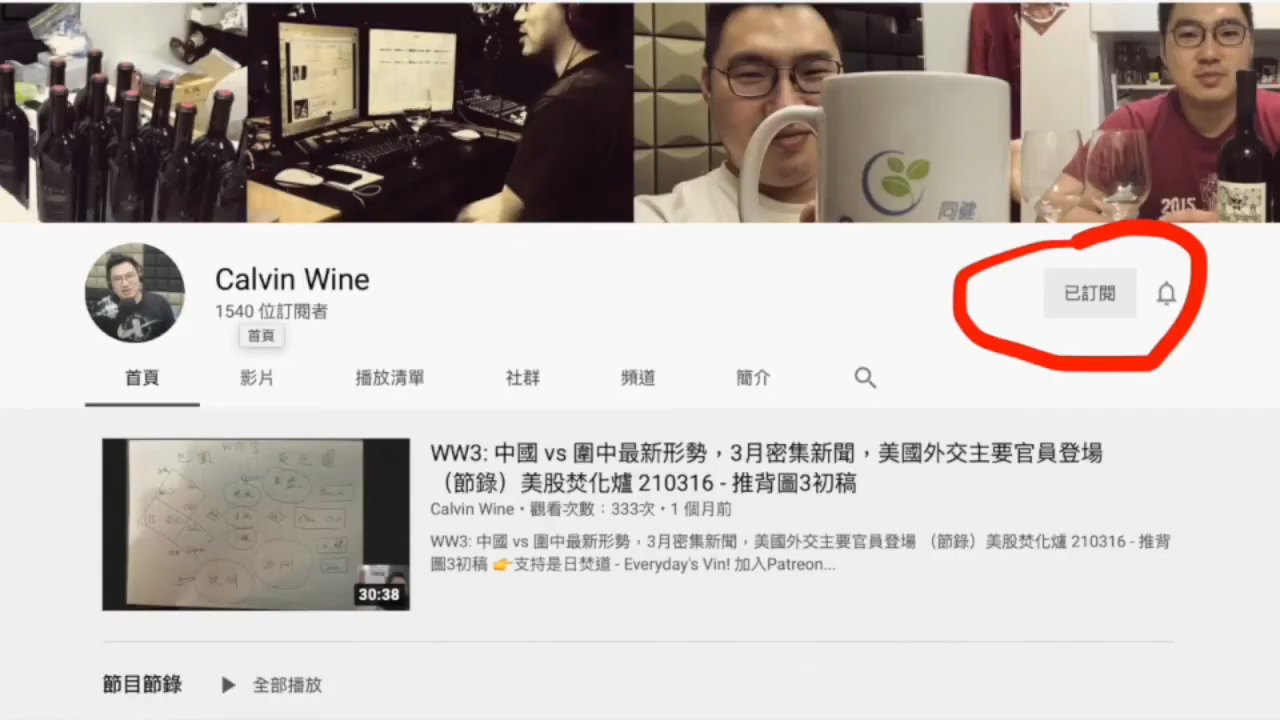 同健
2015
Calvin Wine
1540 位訂閱者
已訂閱
首頁
首頁
影片
播放清單
社群
頻道
簡介
30:38
WW3: 中國 vs 圍中最新形勢，3月密集新聞，美國外交主要官員登場
（節錄）美股焚化爐 210316 - 推背圖3初稿
Calvin Wine • 觀看次數：333次 • 1 個月前
WW3: 中國 vs 圍中最新形勢，3月密集新聞，美國外交主要官員登場 （節錄）美股焚化爐 210316 - 推背
圖3初稿 👉支持是日焚道 - Everyday's Vin! 加入Patreon...
節目節錄
全部播放